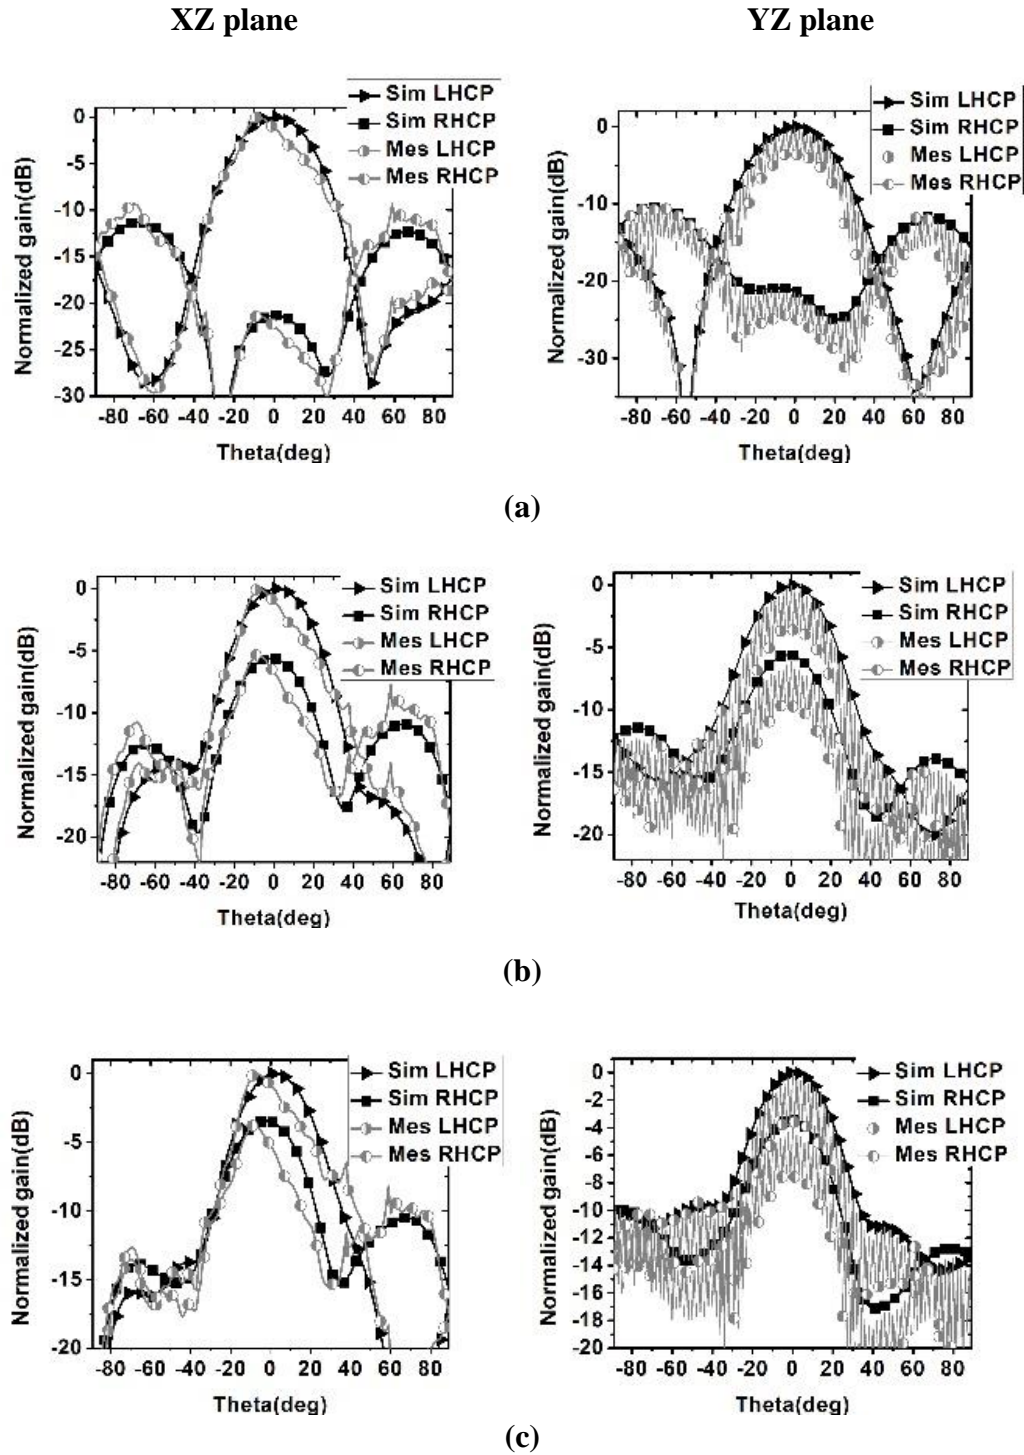 XZ plane
YZ plane
Sim LHCP
Sim RHCP
Mes LHCP
Mes RHCP
0
-5
-10
-15
-20
-25
-30
Normalized gain(dB)
-80 -60 -40 -20 0 20 40 60 80
Theta(deg)
Sim LHCP
Sim RHCP
Mes LHCP
Mes RHCP
0
-10
-20
-30
Normalized gain(dB)
-80 -60 -40 -20 0 20 40 60 80
Theta(deg)
(a)
Sim LHCP
Sim RHCP
Mes LHCP
Mes RHCP
0
-5
-10
-15
-20
Normalized gain(dB)
-80 -60 -40 -20 0 20 40 60 80
Theta(deg)
Sim LHCP
Sim RHCP
Mes LHCP
Mes RHCP
0
-5
-10
-15
-20
Normalized gain(dB)
-80 -60 -40 -20 0 20 40 60 80
Theta(deg)
(b)
Sim LHCP
Sim RHCP
Mes LHCP
Mes RHCP
0
-5
-10
-15
-20
Normalized gain(dB)
-80 -60 -40 -20 0 20 40 60 80
Theta(deg)
Sim LHCP
Sim RHCP
Mes LHCP
Mes RHCP
0
-2
-4
-6
-8
-10
-12
-14
-16
-18
-20
Normalized gain(dB)
-80 -60 -40 -20 0 20 40 60 80
Theta(deg)
(c)